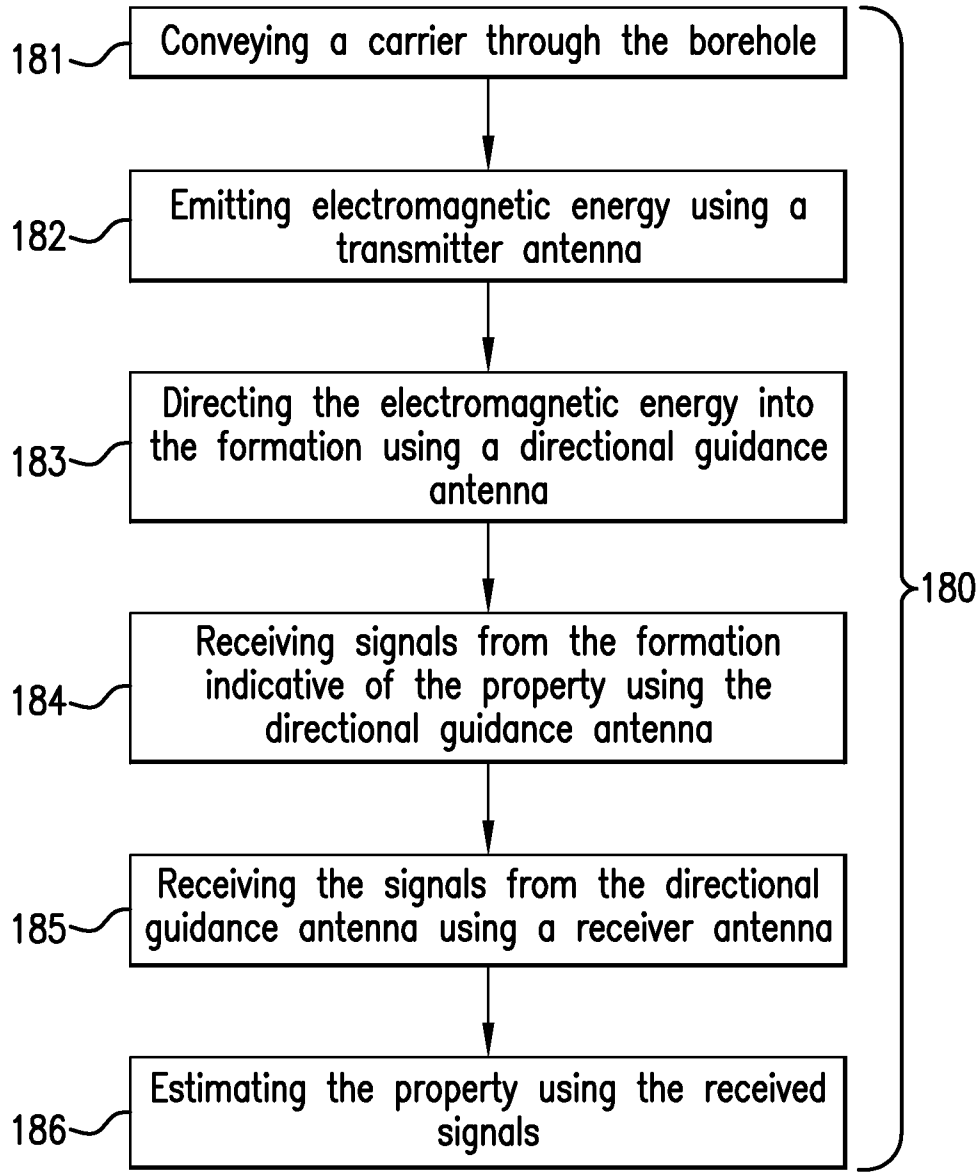 181
Conveying a carrier through the borehole
182
Emitting electromagnetic energy using a
transmitter antenna
183
Directing the electromagnetic energy into
the formation using a directional guidance
antenna
180
184
Receiving signals from the formation
indicative of the property using the
directional guidance antenna
185
Receiving the signals from the directional
guidance antenna using a receiver antenna
186
Estimating the property using the received
signals